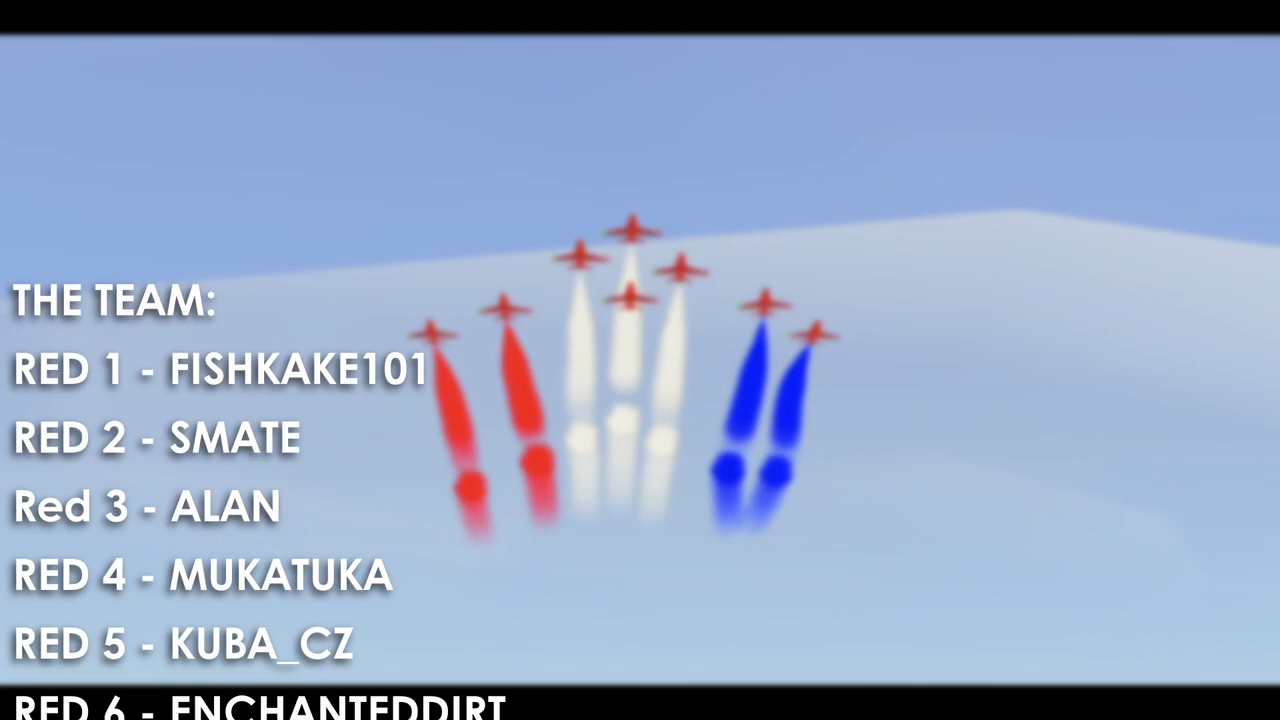 THE TEAM:
RED 1 - FISHKAKE101
RED 2 - SMATE
Red 3 - ALAN
RED 4 - MUKATUKA
RED 5 - KUBA_CZ
RED 6 - ENCHANTEDDIRT